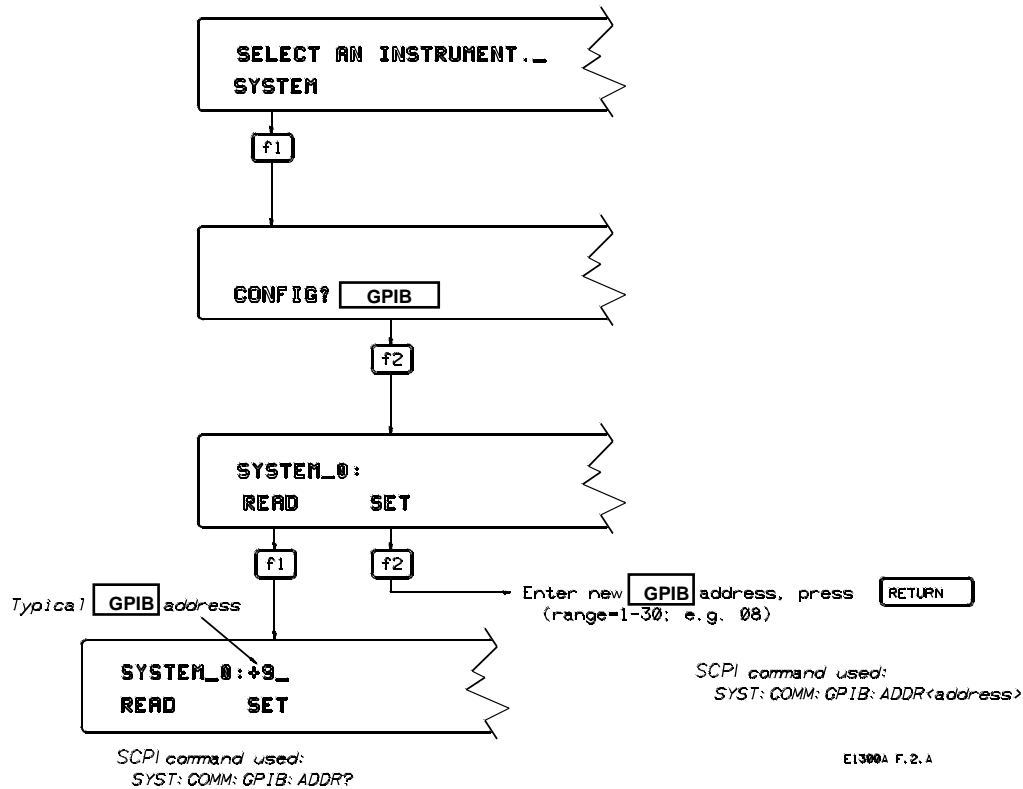 SELECT AN INSTRUMENT._
SYSTEM
f1
CONFIG? GPIB
f2
SYSTEM_0:
READ SET
f1 f2
Typical GPIB address
Enter new GPIB address, press RETURN
(range=1-30; e.g. 08)
SYSTEM_0:+9_
READ SET
SCPI command used:
SYST:COMM:GPIB:ADDR<address>
SCPI command used:
SYST:COMM:GPIB:ADDR?
E1300A F.2.A